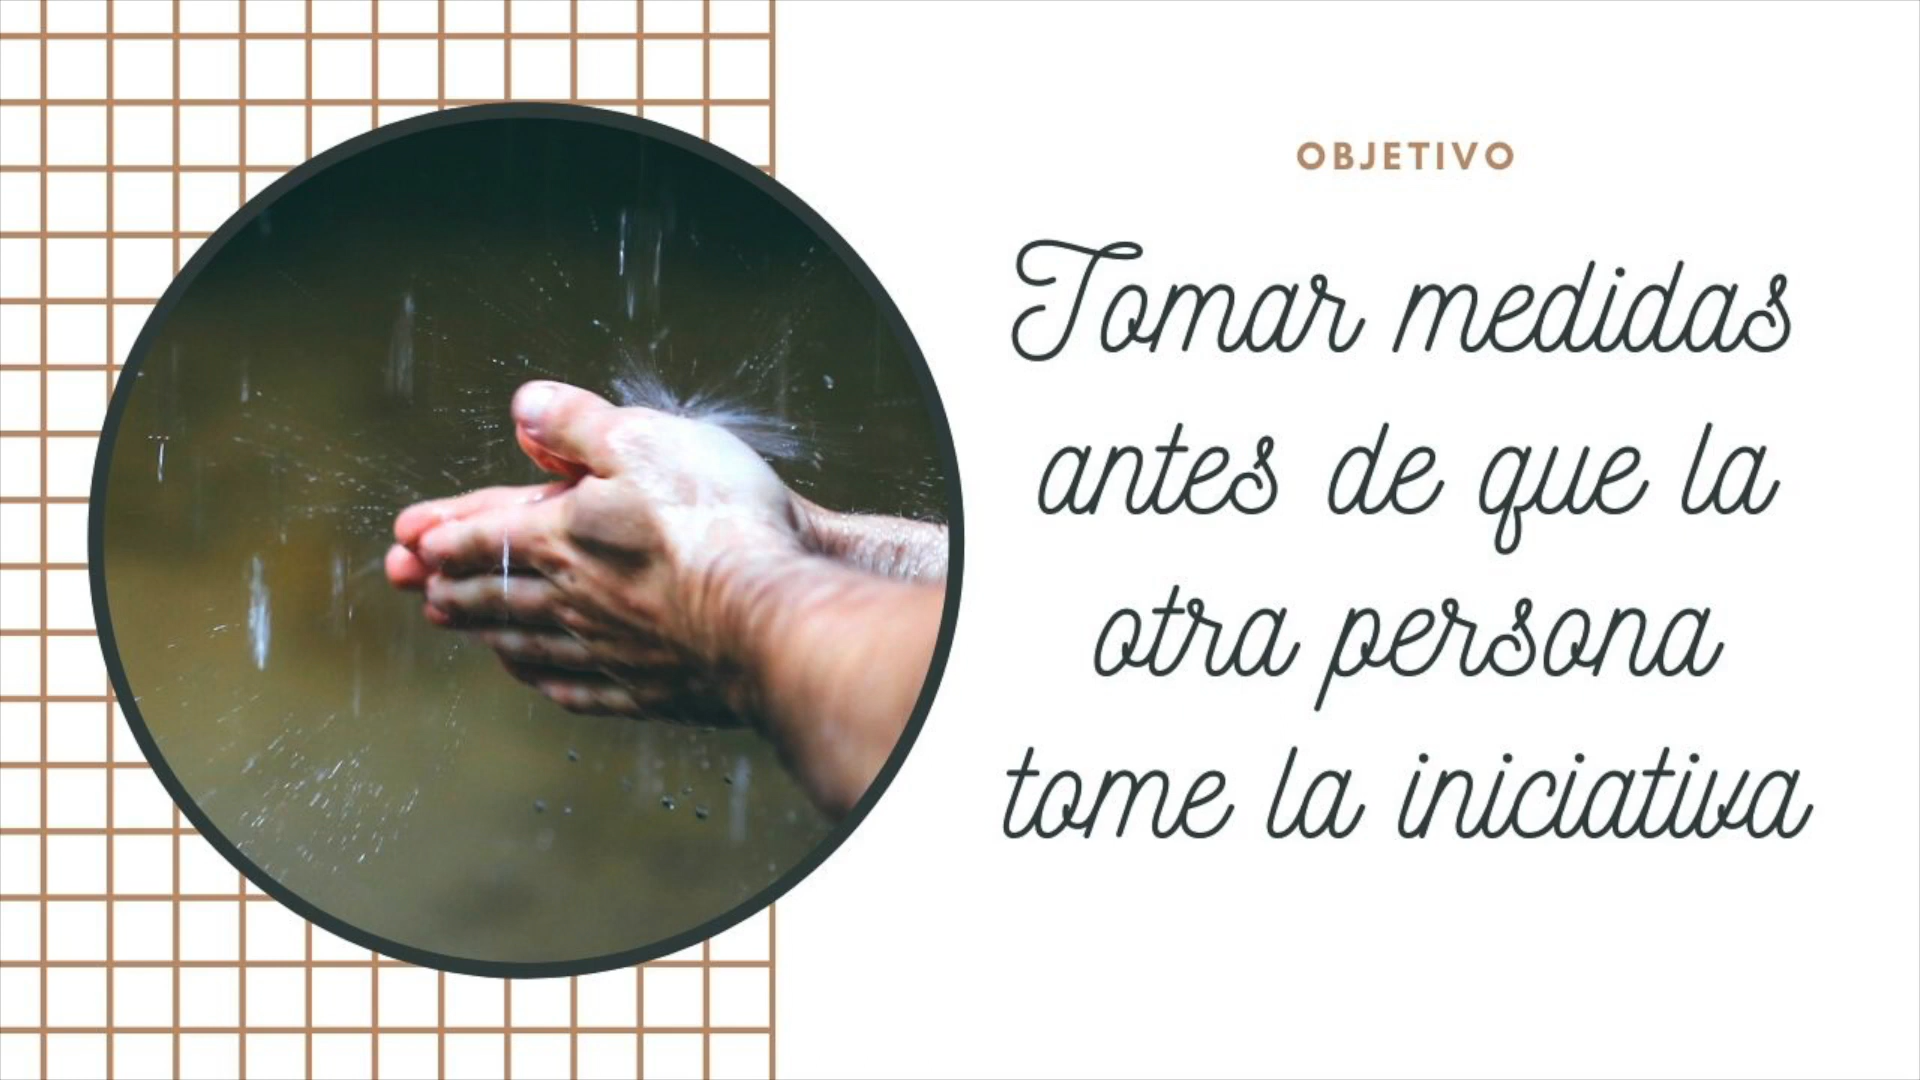 OBJETIVO
Tomar medidas
antes de que la
otra persona
tome la iniciativa